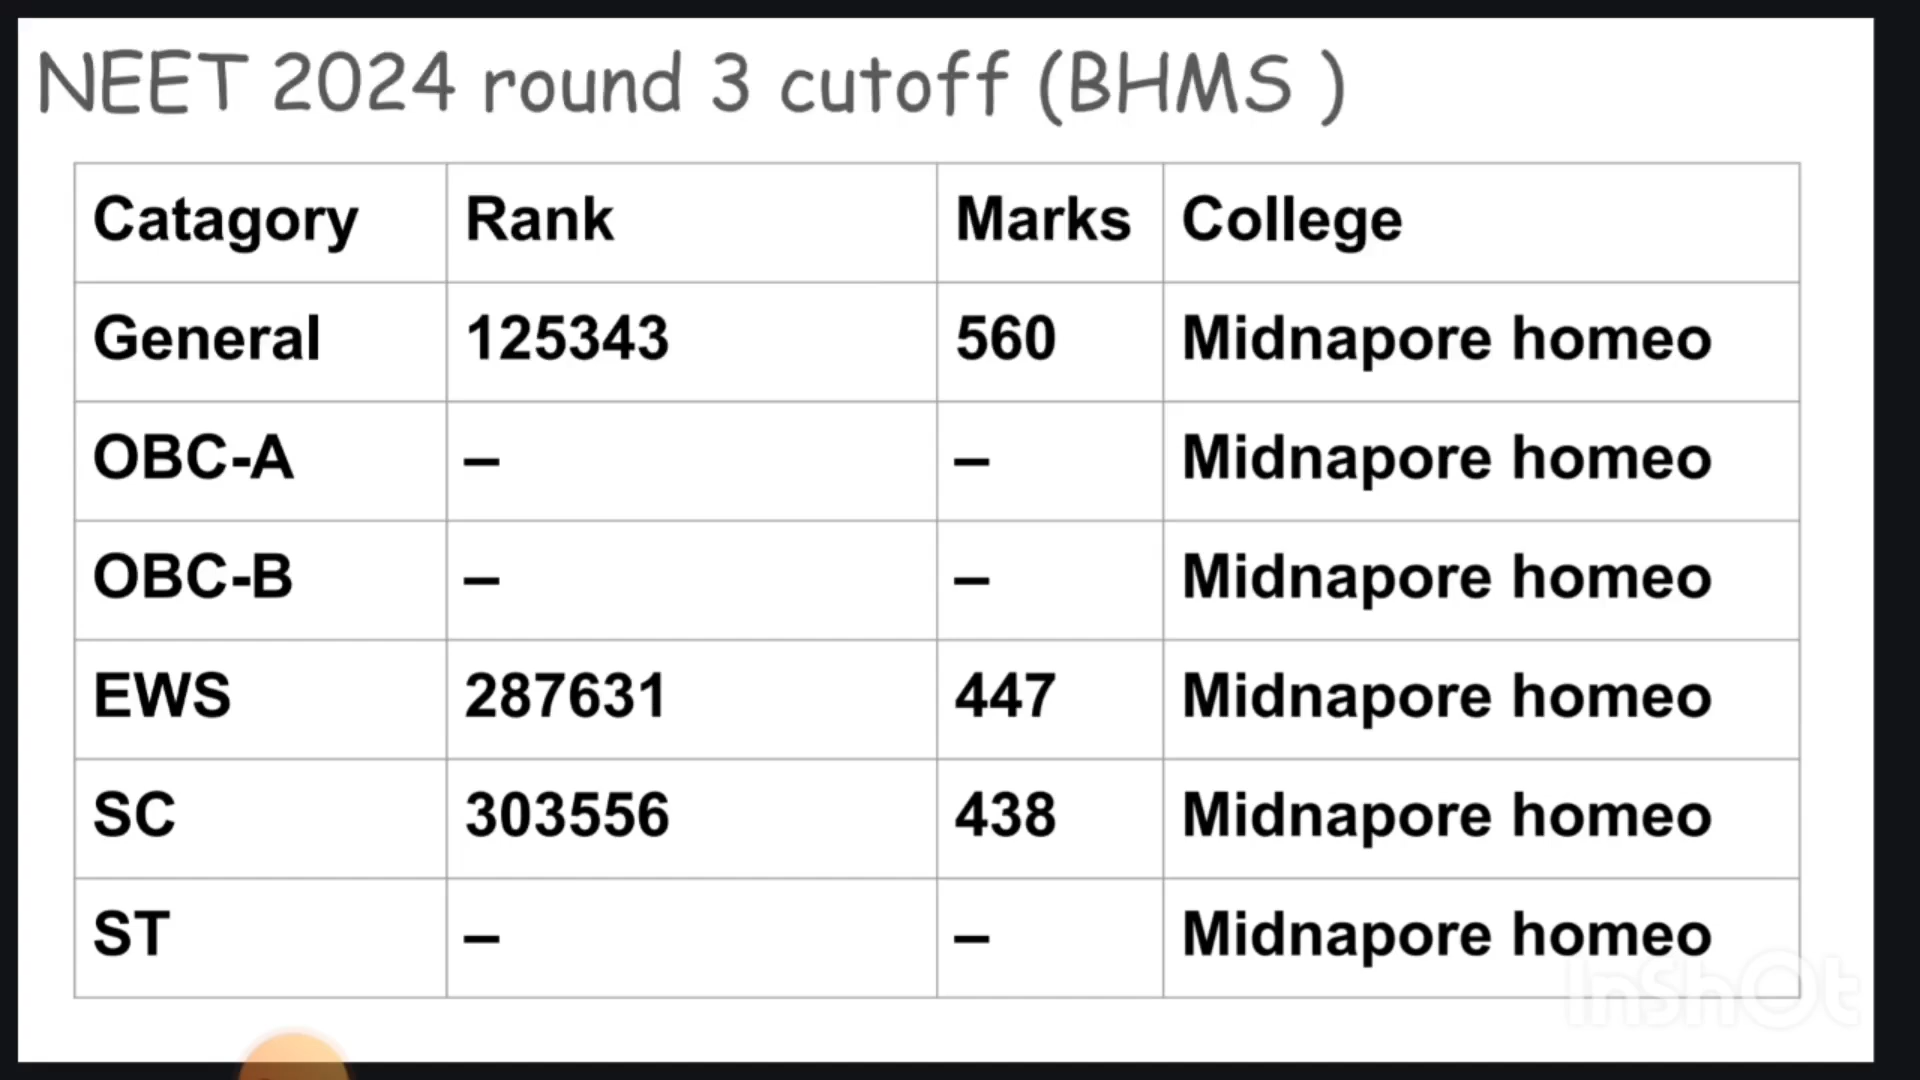 NEET 2024 round 3 cutoff (BHMS )
Catagory Rank Marks College
General 125343 560 Midnapore homeo
OBC-A – – Midnapore homeo
OBC-B – – Midnapore homeo
EWS 287631 447 Midnapore homeo
SC 303556 438 Midnapore homeo
ST – – Midnapore homeo
InShOt